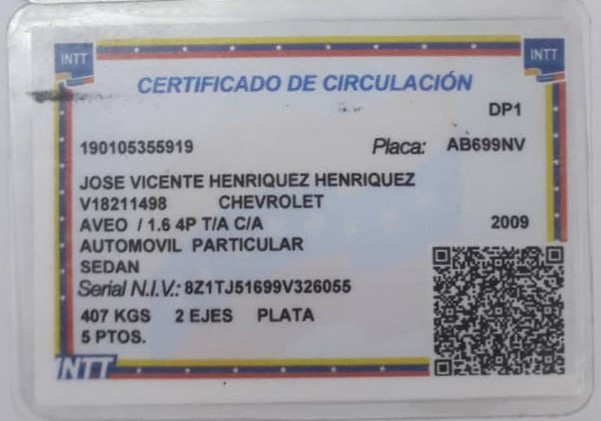 INTT
INTT
CERTIFICADO DE CIRCULACIÓN
DP1
190105355919 Placa: AB699NV
JOSE VICENTE HENRIQUEZ HENRIQUEZ
V18211498 CHEVROLET
AVEO / 1.6 4P T/A C/A 2009
AUTOMOVIL PARTICULAR
SEDAN
Serial N.I.V.: 8Z1TJ51699V326055
407 KGS 2 EJES PLATA
5 PTOS.
INTT